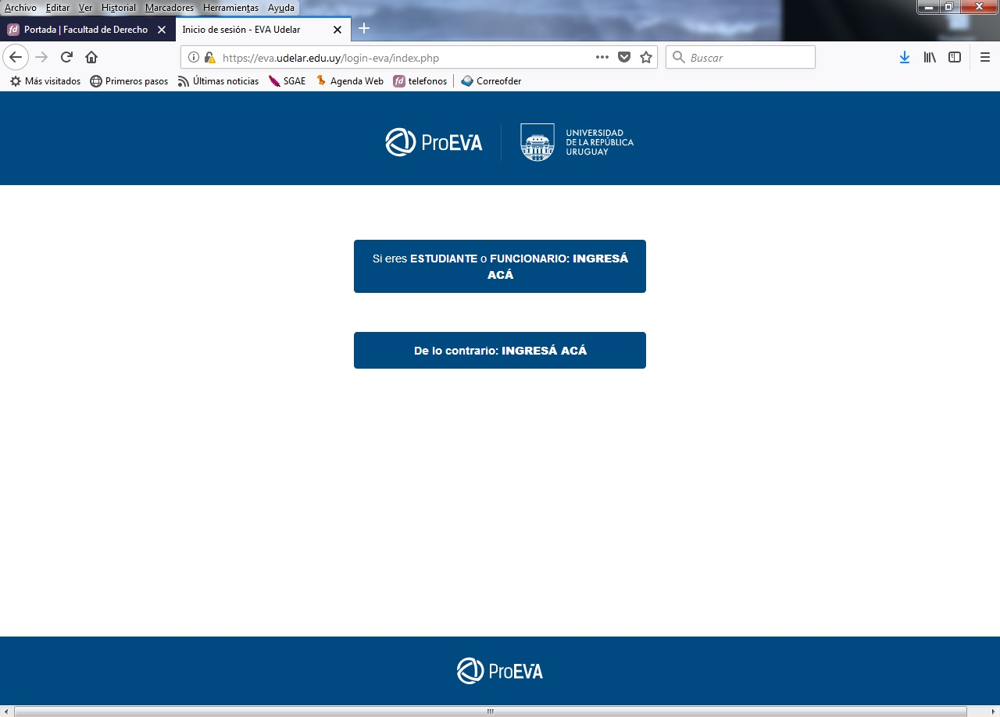 Archivo Editar Ver Historial Marcadores Herramientas Ayuda
fd Portada | Facultad de Derecho
Inicio de sesión - EVA Udelar
https://eva.udelar.edu.uy/login-eva/index.php
Buscar
Más visitados Primeros pasos Últimas noticias SGAE Agenda Web fd telefonos Correofder
ProEVA
UNIVERSIDAD
DE LA REPÚBLICA
URUGUAY
Si eres ESTUDIANTE o FUNCIONARIO: INGRESÁ
ACÁ
De lo contrario: INGRESÁ ACÁ
ProEVA